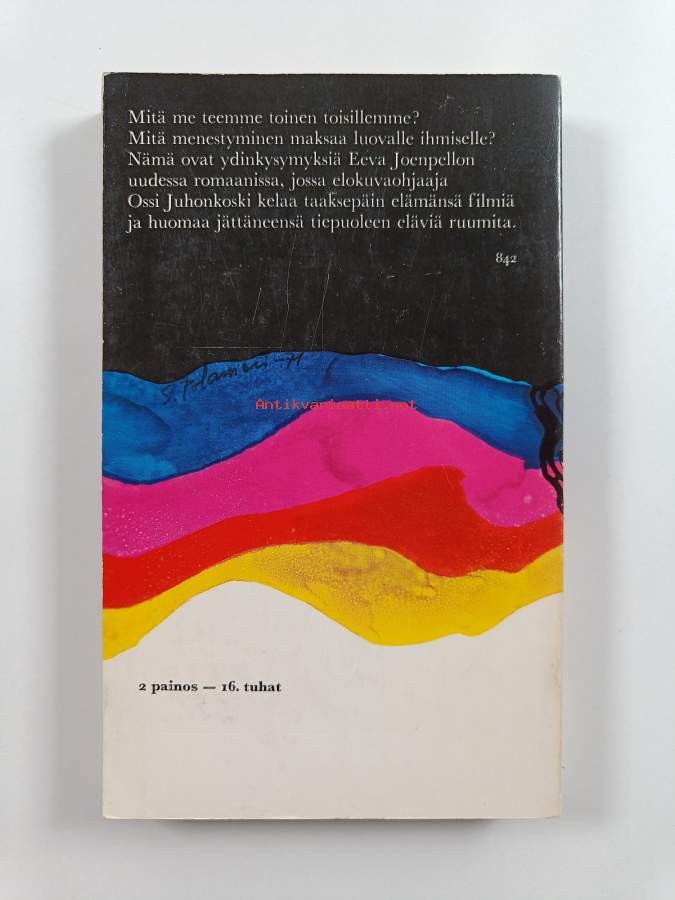 Mitä me teemme toinen toisillemme?
Mitä menestyminen maksaa luovalle ihmiselle?
Nämä ovat ydinkysymyksiä Eeva Joenpellon
uudessa romaanissa, jossa elokuvaohjaaja
Ossi Juhonkoski kelaa taaksepäin elämänsä filmiä
ja huomaa jättäneensä tiepuoleen eläviä ruumita.
842
Antikvariaatti.net
2 painos — 16. tuhat